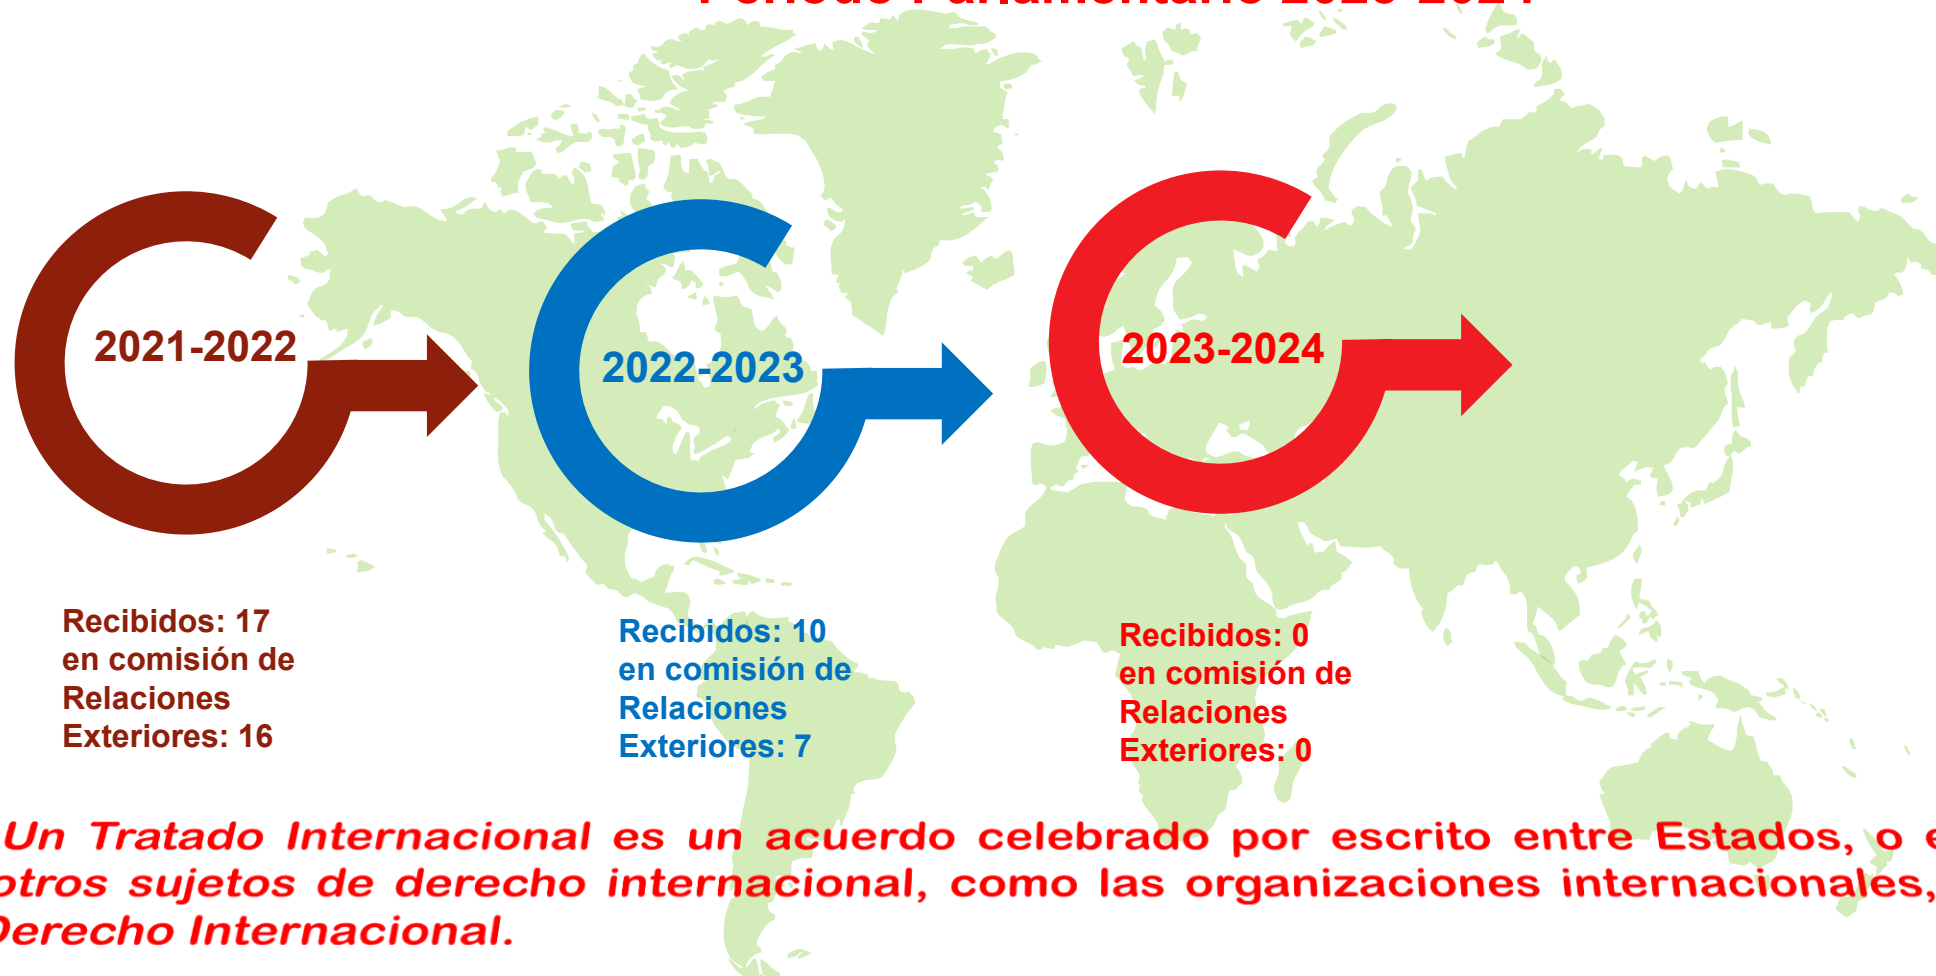 2021-2022
2022-2023
2023-2024
Recibidos: 17
en comisión de
Relaciones
Exteriores: 16
Recibidos: 10
en comisión de
Relaciones
Exteriores: 7
Recibidos: 0
en comisión de
Relaciones
Exteriores: 0
Un Tratado Internacional es un acuerdo celebrado por escrito entre Estados, o
otros sujetos de derecho internacional, como las organizaciones internacionales,
Derecho Internacional.